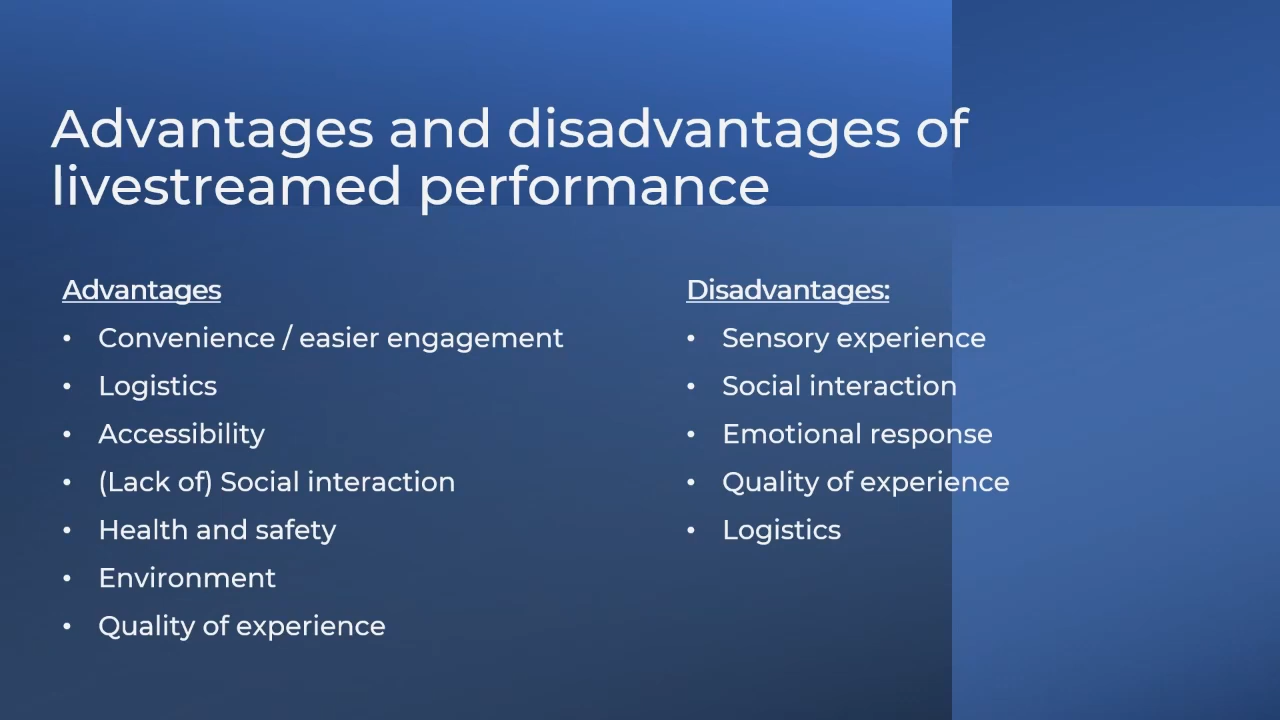 Advantages and disadvantages of
livestreamed performance
Advantages
• Convenience / easier engagement
• Logistics
• Accessibility
• (Lack of) Social interaction
• Health and safety
• Environment
• Quality of experience
Disadvantages:
• Sensory experience
• Social interaction
• Emotional response
• Quality of experience
• Logistics